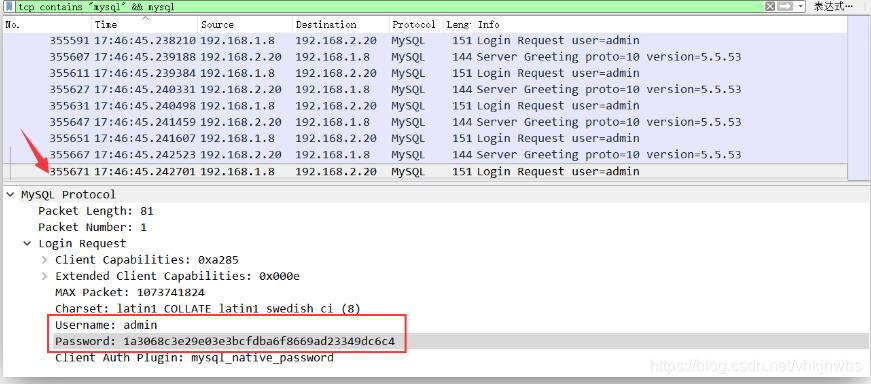 tcp contains "mysql" && mysql 表达式…
No. Time Source Destination Protocol Leng Info
355591 17:46:45.238210 192.168.1.8 192.168.2.20 MySQL 151 Login Request user=admin
355607 17:46:45.239188 192.168.2.20 192.168.1.8 MySQL 144 Server Greeting proto=10 version=5.5.53
355611 17:46:45.239384 192.168.1.8 192.168.2.20 MySQL 151 Login Request user=admin
355627 17:46:45.240331 192.168.2.20 192.168.1.8 MySQL 144 Server Greeting proto=10 version=5.5.53
355631 17:46:45.240498 192.168.1.8 192.168.2.20 MySQL 151 Login Request user=admin
355647 17:46:45.241459 192.168.2.20 192.168.1.8 MySQL 144 Server Greeting proto=10 version=5.5.53
355651 17:46:45.241607 192.168.1.8 192.168.2.20 MySQL 151 Login Request user=admin
355667 17:46:45.242523 192.168.2.20 192.168.1.8 MySQL 144 Server Greeting proto=10 version=5.5.53
355671 17:46:45.242701 192.168.1.8 192.168.2.20 MySQL 151 Login Request user=admin
MySQL Protocol
Packet Length: 81
Packet Number: 1
Login Request
Client Capabilities: 0xa285
Extended Client Capabilities: 0x000e
MAX Packet: 1073741824
Charset: latin1 COLLATE latin1_swedish_ci (8)
Username: admin
Password: 1a3068c3e29e03e3bcfdba6f8669ad23349dc6c4
Client Auth Plugin: mysql_native_password
https://blog.csdn.net/vhkjhwbs